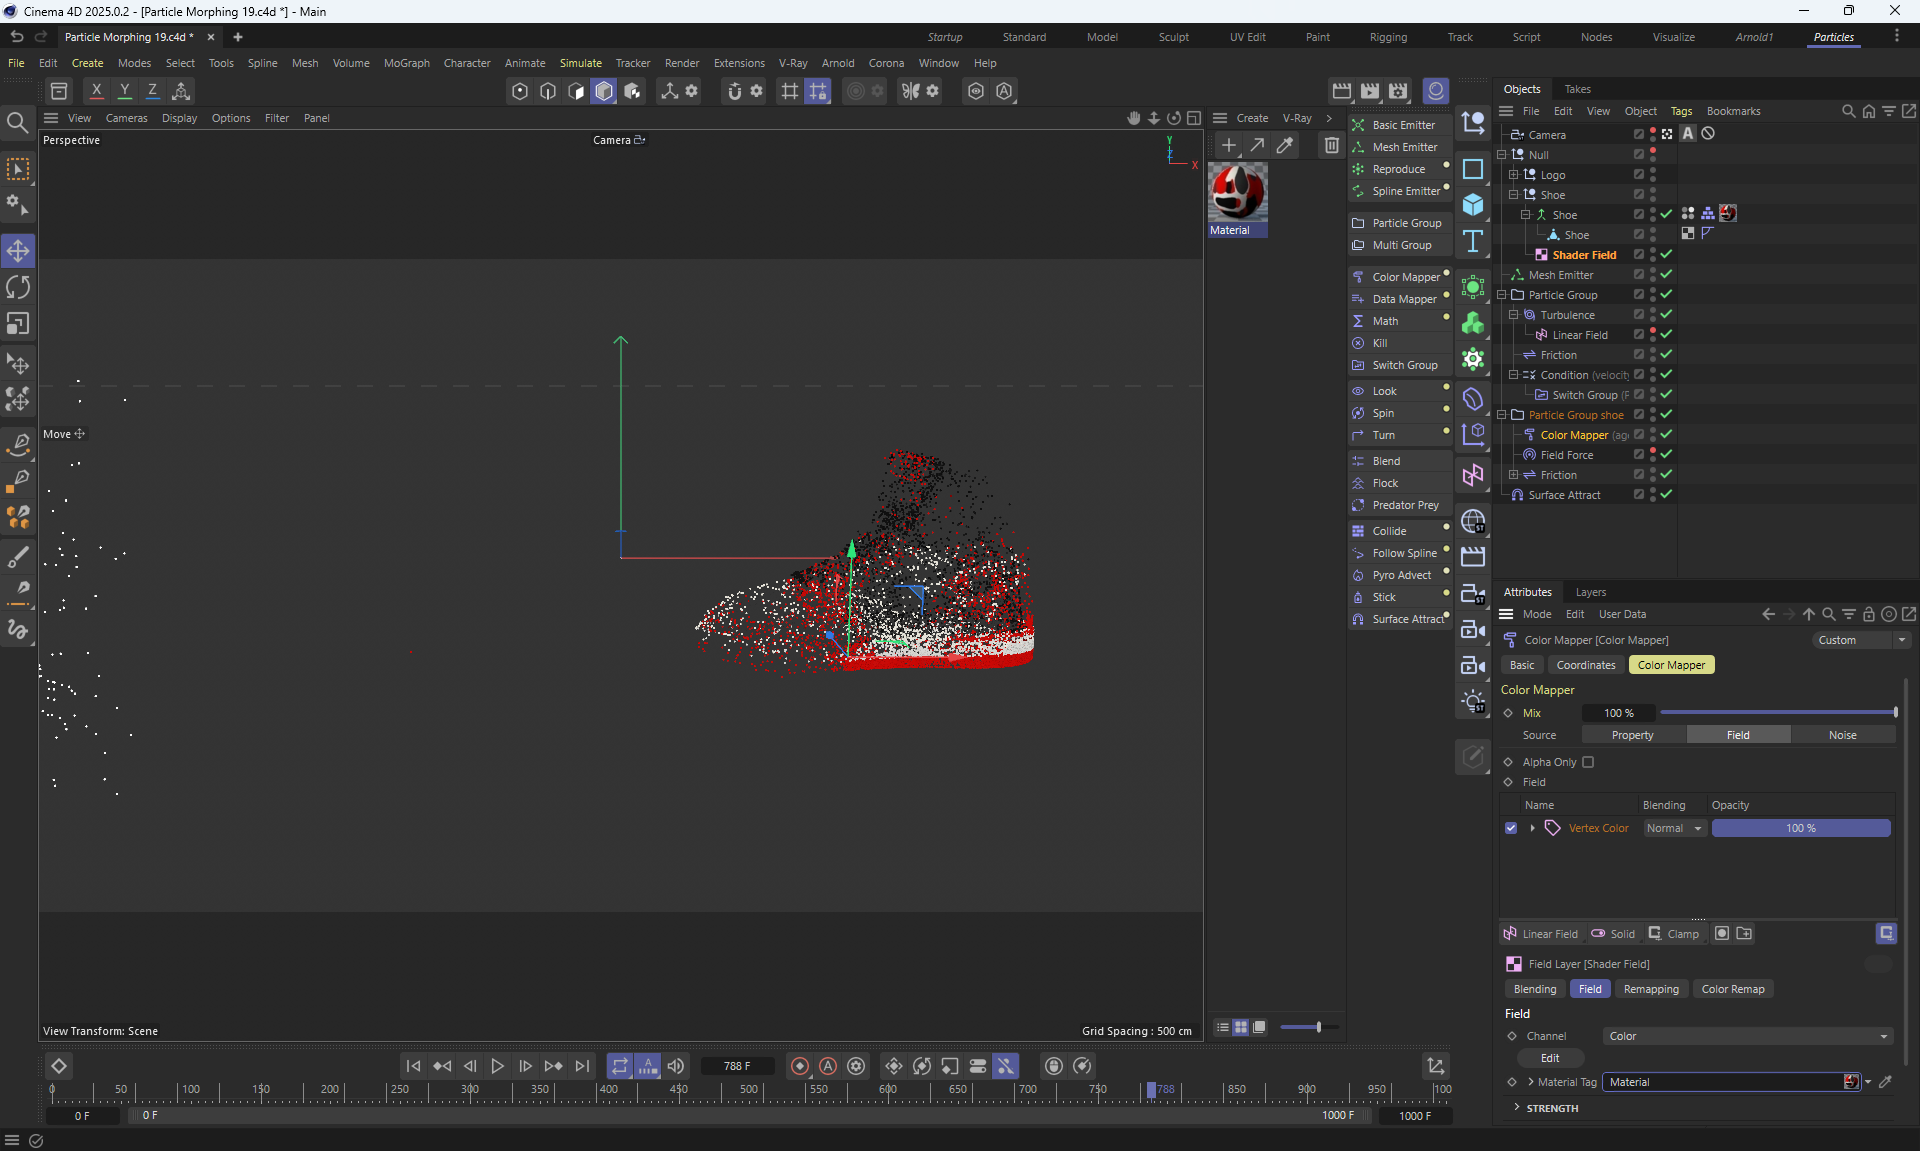 Cinema 4D 2025.0.2 - [Particle Morphing 19.c4d *] - Main
Particle Morphing 19.c4d *
Startup Standard Model Sculpt UV Edit Paint Rigging Track Script Nodes Visualize Arnold1 Particles
File Edit Create Modes Select Tools Spline Mesh Volume MoGraph Character Animate Simulate Tracker Render Extensions V-Ray Arnold Corona Window Help
X Y Z
View Cameras Display Options Filter Panel
Perspective
Camera
Y
Z
X
Move
View Transform: Scene
Grid Spacing : 500 cm
Create V-Ray
Material
Basic Emitter
Mesh Emitter
Reproduce
Spline Emitter
Particle Group
Multi Group
Color Mapper
Data Mapper
Math
Kill
Switch Group
Look
Spin
Turn
Blend
Flock
Predator Prey
Collide
Follow Spline
Pyro Advect
Stick
Surface Attract
ST
ST
ST
Objects Takes
File Edit View Object Tags Bookmarks
Camera A
Null
Logo
Shoe
Shoe
Shoe
Shader Field
Mesh Emitter
Particle Group
Turbulence
Linear Field
Friction
Condition (velocit
Switch Group (F
Particle Group shoe
Color Mapper (age
Field Force
Friction
Surface Attract
Attributes Layers
Mode Edit User Data
Color Mapper [Color Mapper] Custom
Basic Coordinates Color Mapper
Color Mapper
Mix 100 %
Source Property Field Noise
Alpha Only
Field
Name Blending Opacity
Vertex Color Normal 100 %
Linear Field Solid Clamp
Field Layer [Shader Field]
Blending Field Remapping Color Remap
Field
Channel Color
Edit
Material Tag Material
STRENGTH
A A 788 F
0 50 100 150 200 250 300 350 400 450 500 550 600 650 700 750 788 850 900 950 100
0 F 0 F 1000 F 1000 F